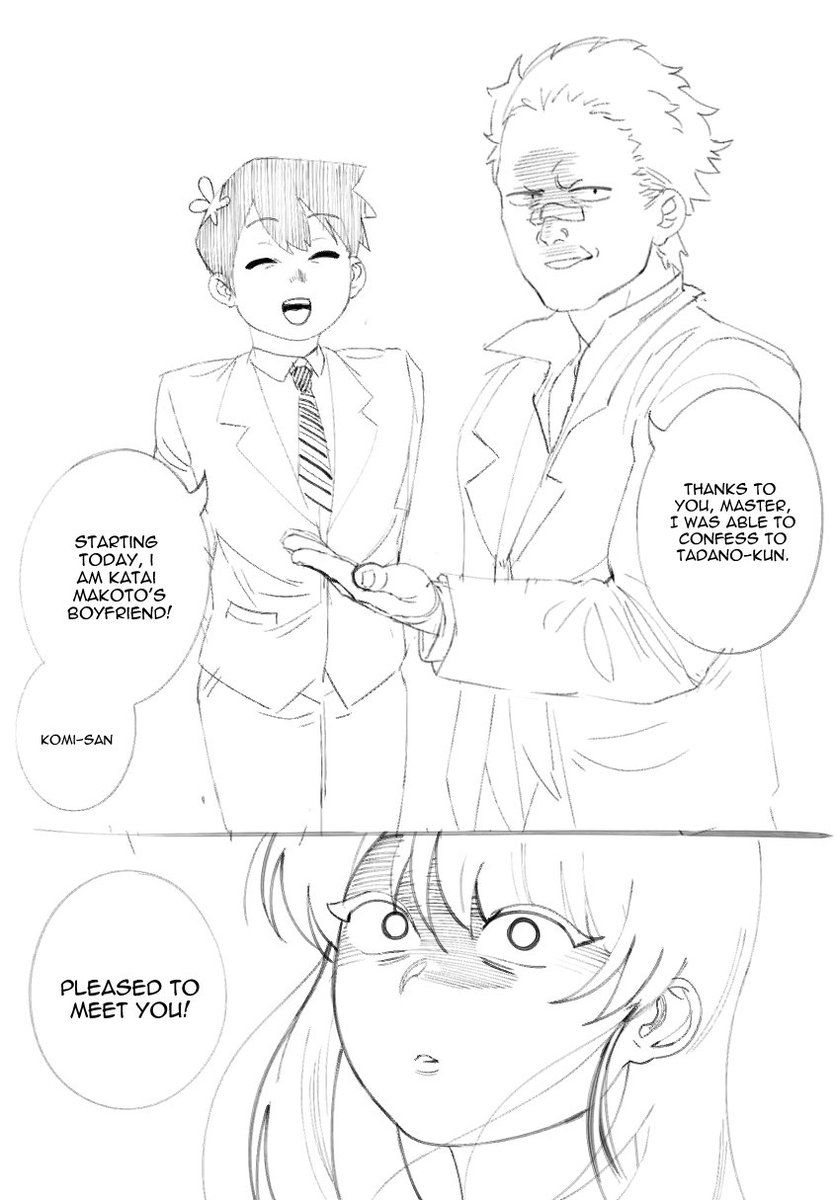 THANKS TO
YOU, MASTER,
I WAS ABLE TO
CONFESS TO
TADANO-KUN.
STARTING
TODAY, I
AM KATAI
MAKOTO'S
BOYFRIEND!
KOMI-SAN
PLEASED TO
MEET YOU!